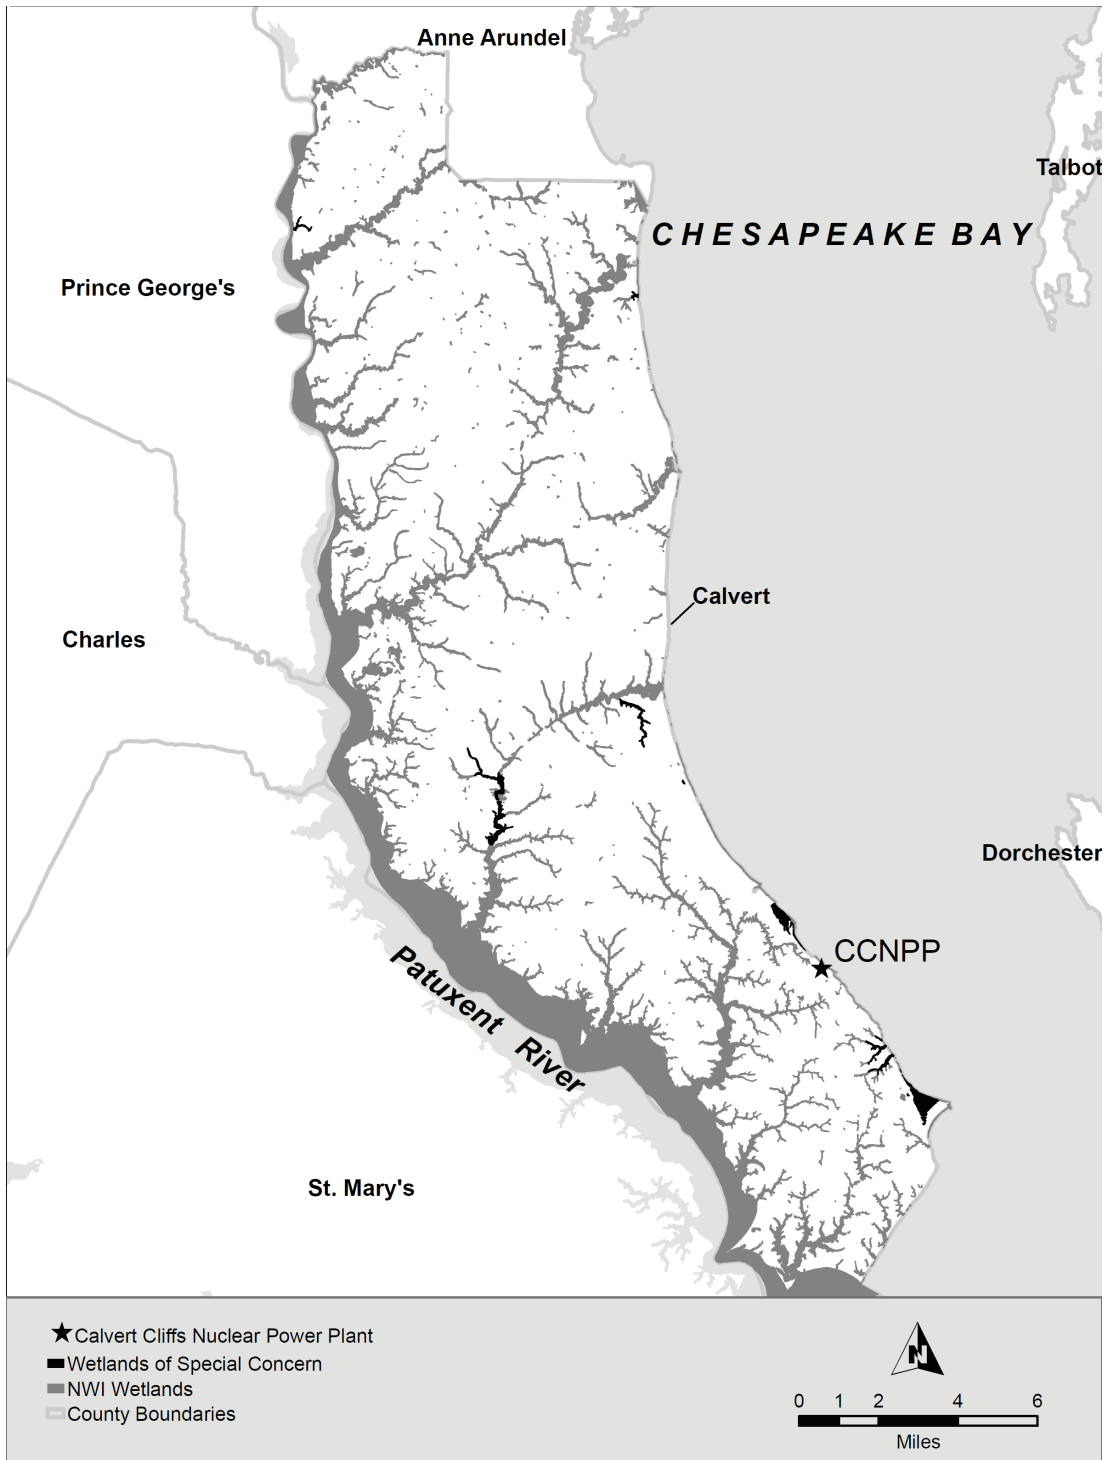 Anne Arundel
Talbot
CHESAPEAKE BAY
Prince George's
Calvert
Charles
Dorchester
CCNPP
Patuxent River
St. Mary's
Calvert Cliffs Nuclear Power Plant
Wetlands of Special Concern
NWI Wetlands
County Boundaries
N
0 1 2 4 6
Miles